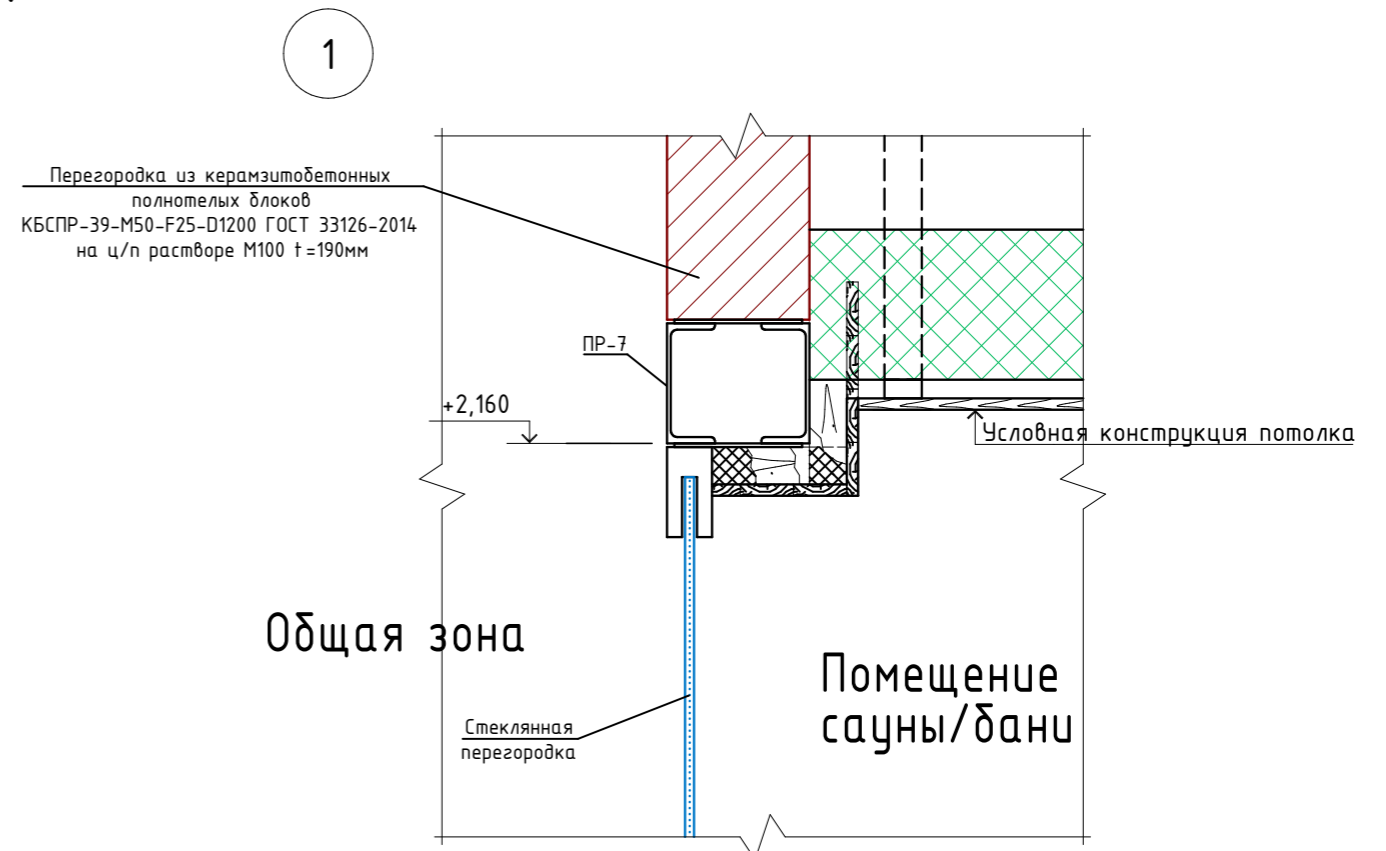 1
Перегородка из керамзитобетонных
полнотелых блоков
КБСПР-39-М50-F25-D1200 ГОСТ 33126-2014
на ц/п растворе М100 t=190мм
ПР-7
+2,160
Условная конструкция потолка
Общая зона
Помещение
сауны/бани
Стеклянная
перегородка